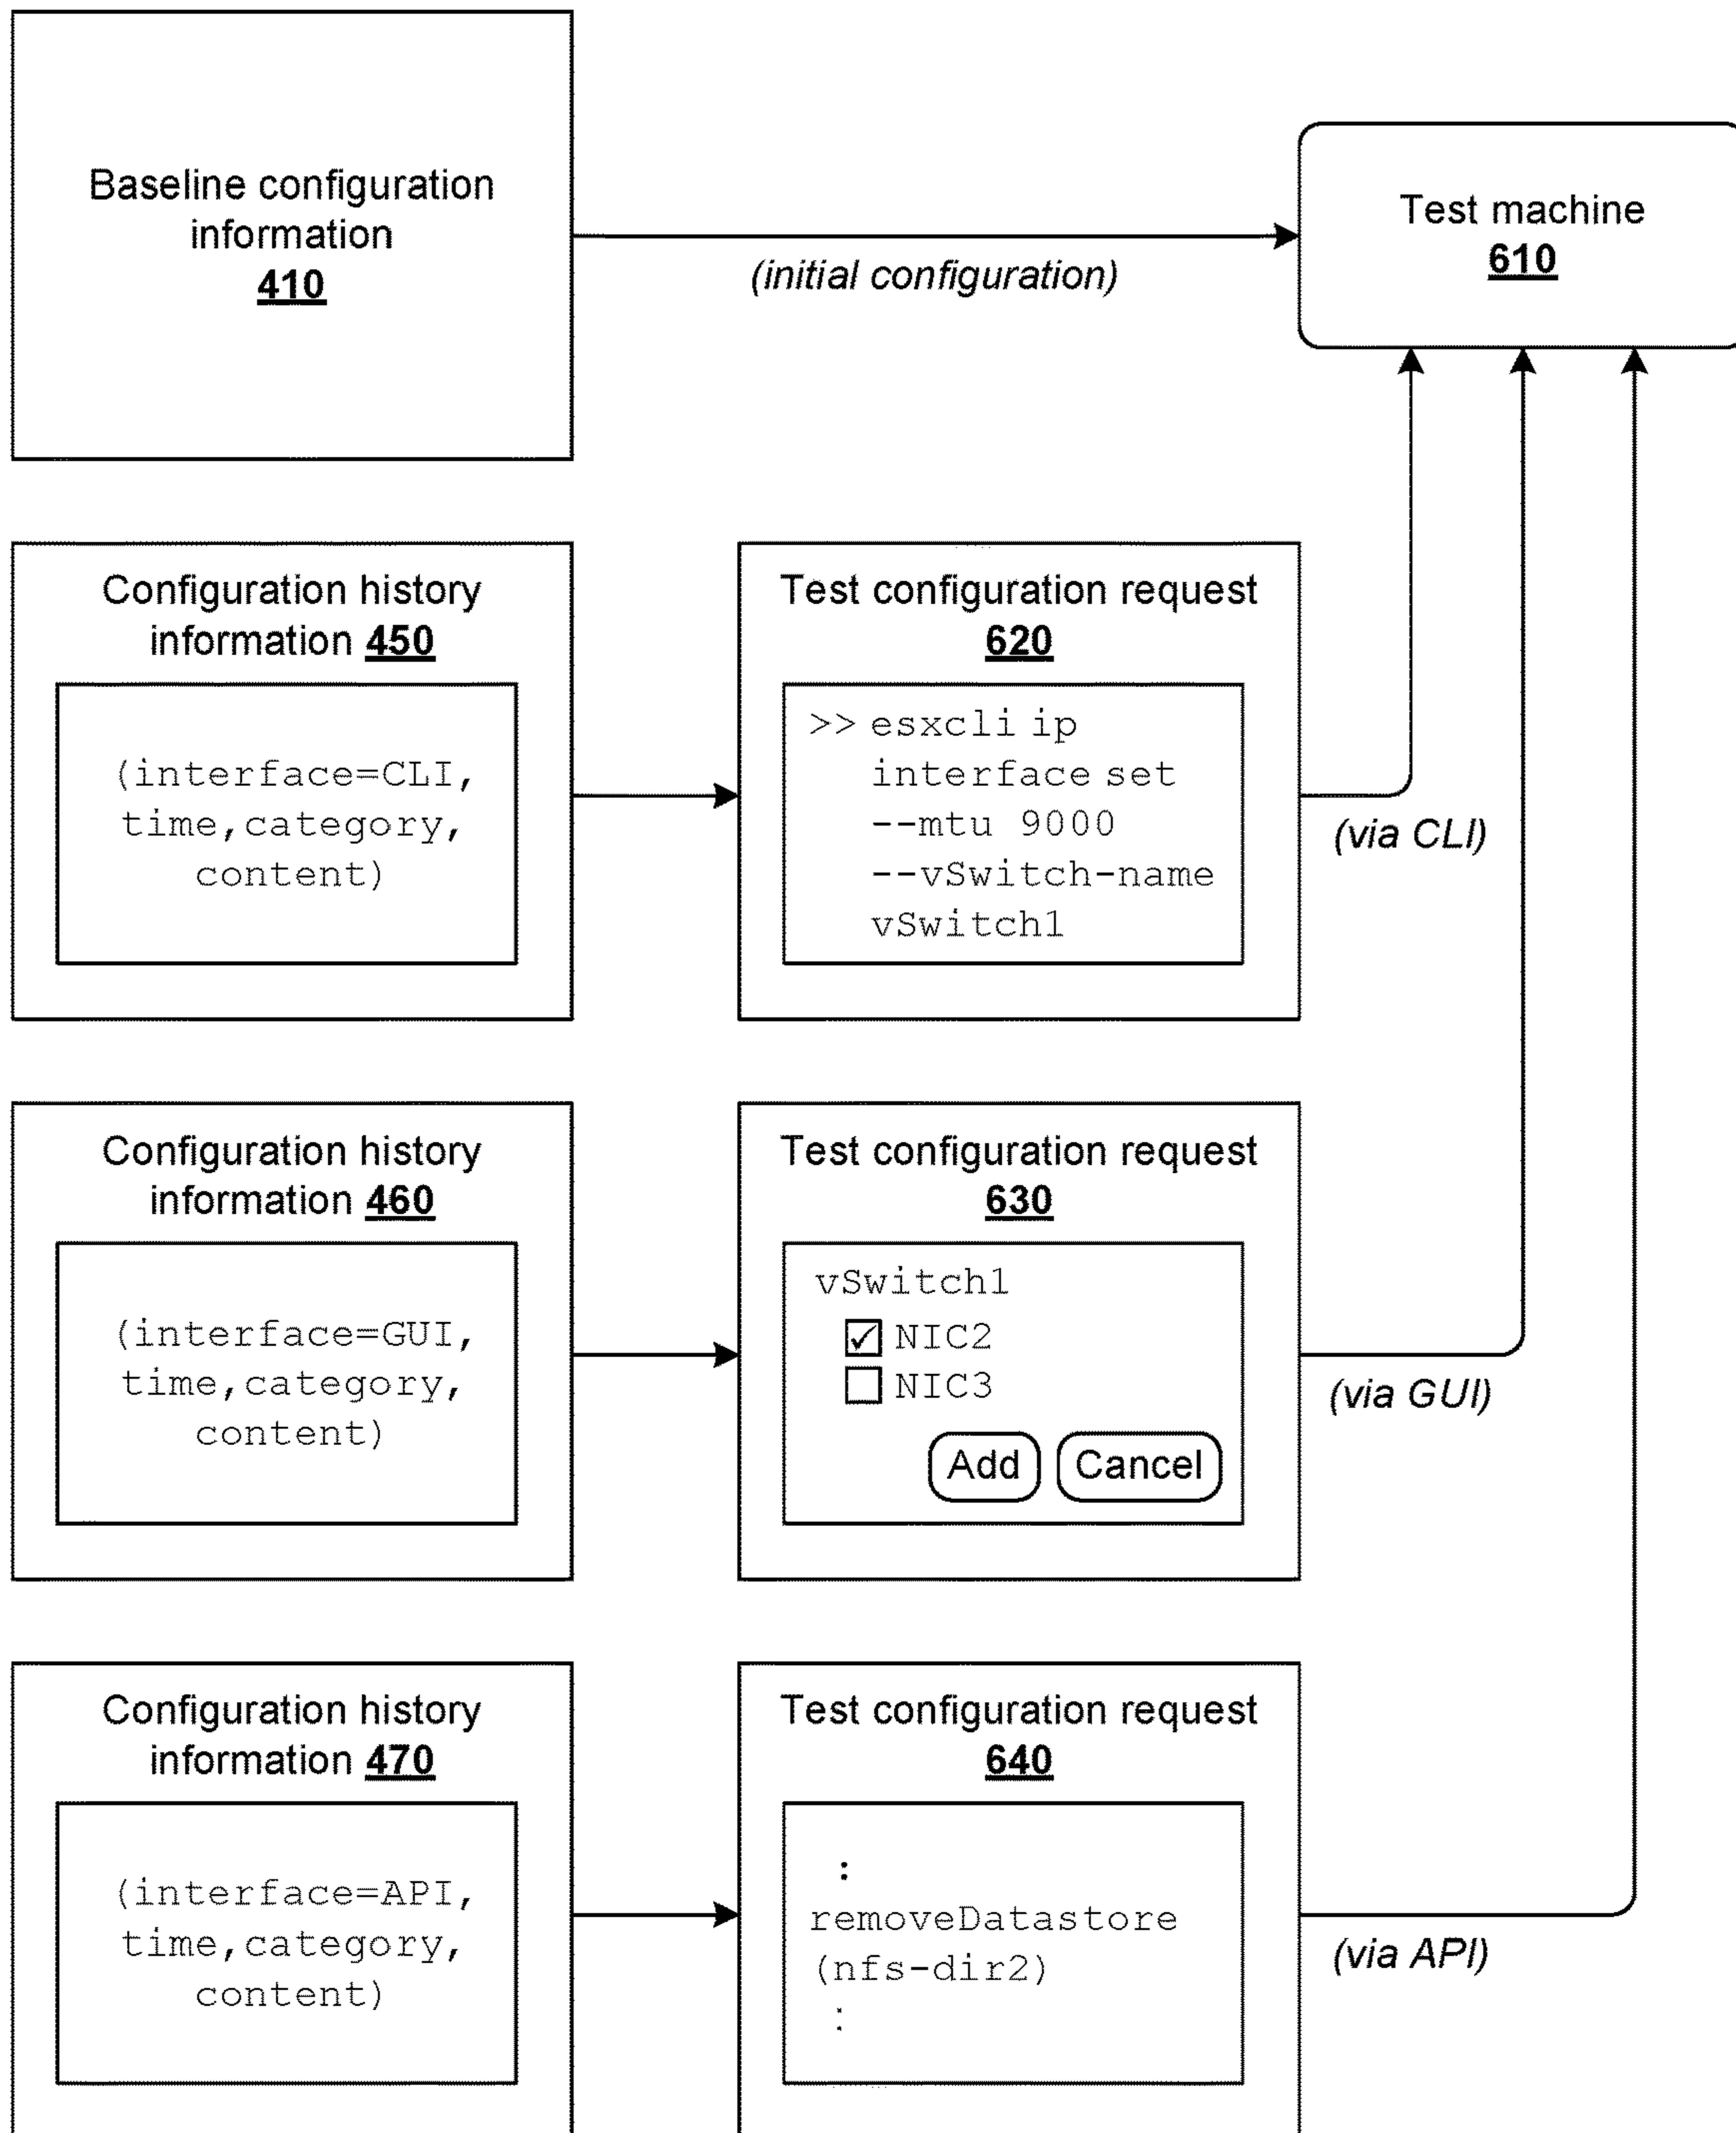 Baseline configuration
information
410
(initial configuration)
Test machine
610
Configuration history
information 450
(interface=CLI,
time,category,
content)
Test configuration request
620
>> esxcli ip
interface set
--mtu 9000
--vSwitch-name
vSwitch1
(via CLI)
Configuration history
information 460
(interface=GUI,
time,category,
content)
Test configuration request
630
vSwitch1
NIC2
NIC3
Add Cancel
(via GUI)
Configuration history
information 470
(interface=API,
time,category,
content)
Test configuration request
640
:
removeDatastore
(nfs-dir2)
:
(via API)